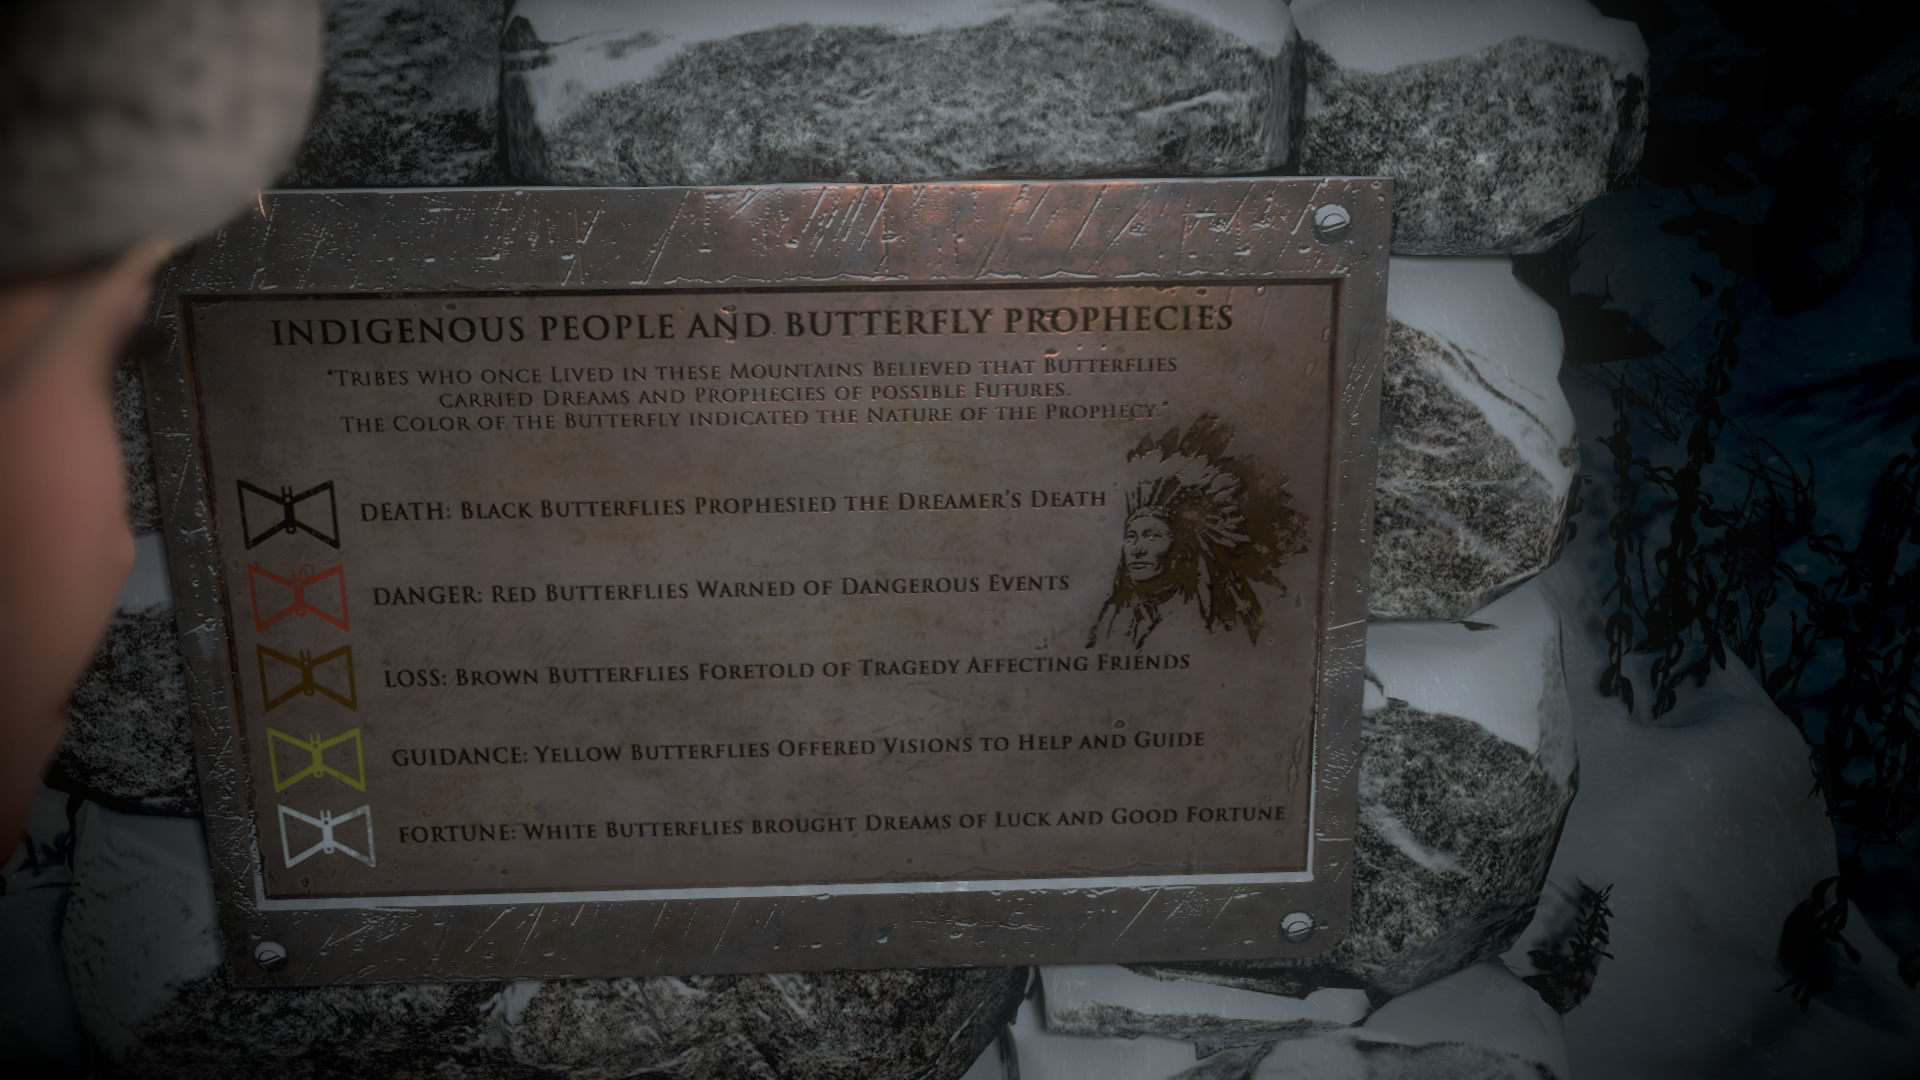 INDIGENOUS PEOPLE AND BUTTERFLY PROPHECIES
"TRIBES WHO ONCE LIVED IN THESE MOUNTAINS BELIEVED THAT BUTTERFLIES
CARRIED DREAMS AND PROPHECIES OF POSSIBLE FUTURES.
THE COLOR OF THE BUTTERFLY INDICATED THE NATURE OF THE PROPHECY."
DEATH: BLACK BUTTERFLIES PROPHESIED THE DREAMER'S DEATH
DANGER: RED BUTTERFLIES WARNED OF DANGEROUS EVENTS
LOSS: BROWN BUTTERFLIES FORETOLD OF TRAGEDY AFFECTING FRIENDS
GUIDANCE: YELLOW BUTTERFLIES OFFERED VISIONS TO HELP AND GUIDE
FORTUNE: WHITE BUTTERFLIES BROUGHT DREAMS OF LUCK AND GOOD FORTUNE